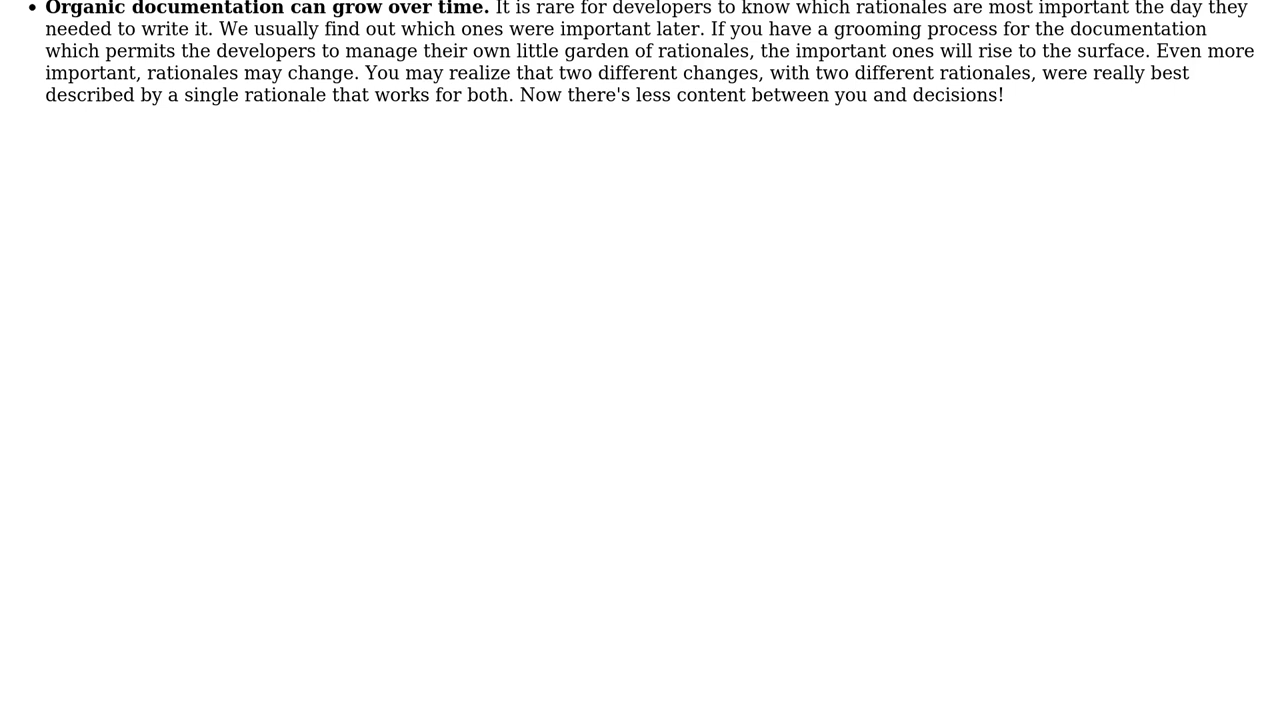 • Organic documentation can grow over time. It is rare for developers to know which rationales are most important the day they
needed to write it. We usually find out which ones were important later. If you have a grooming process for the documentation
which permits the developers to manage their own little garden of rationales, the important ones will rise to the surface. Even more
important, rationales may change. You may realize that two different changes, with two different rationales, were really best
described by a single rationale that works for both. Now there's less content between you and decisions!